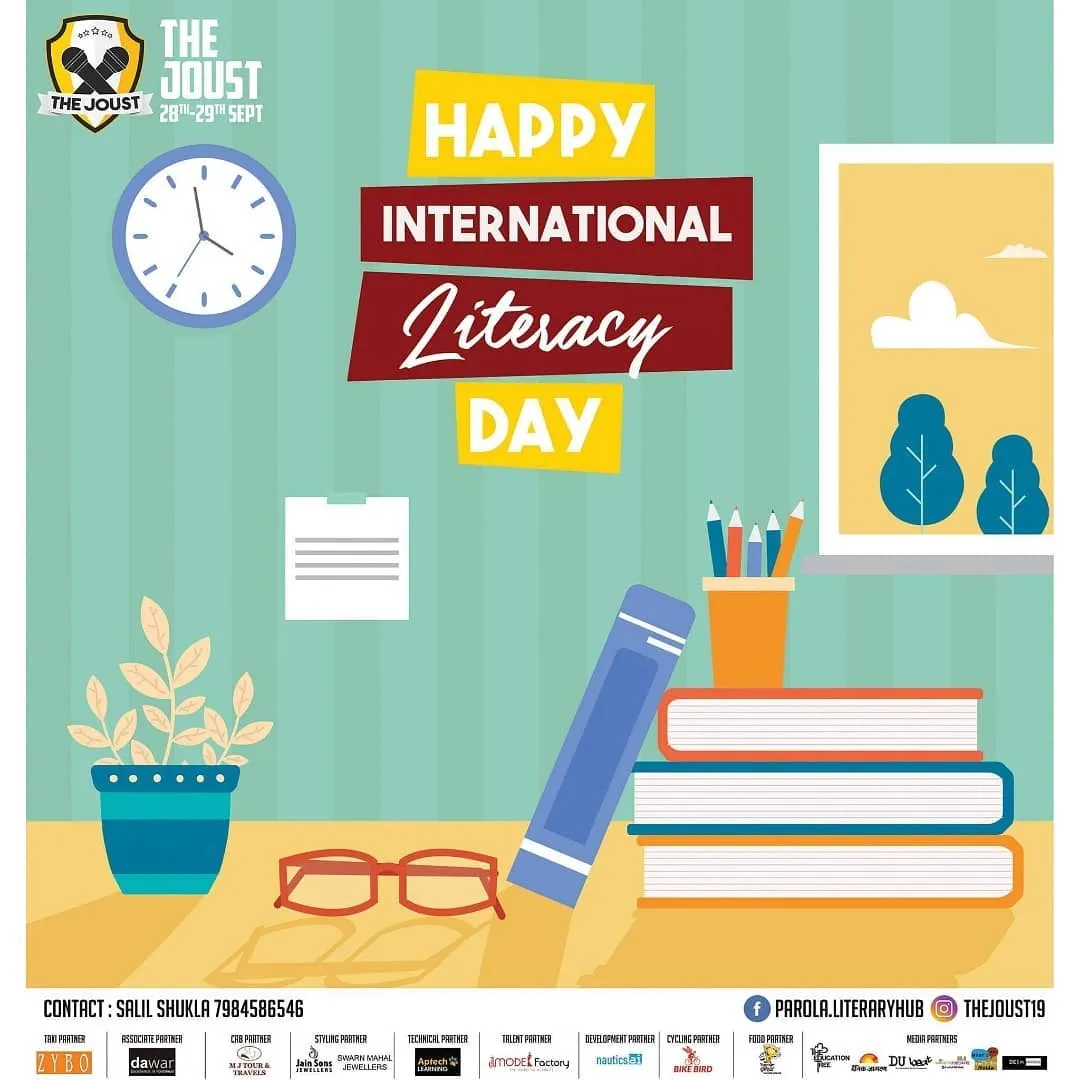 THE JOUST
THE
JOUST
28TH-29TH SEPT
HAPPY
INTERNATIONAL
Literacy
DAY
CONTACT : SALIL SHUKLA 7984586546
PAROLA.LITERARYHUB
THEJOUST19
TAXI PARTNER
ZYBO
ASSOCIATE PARTNER
dawar
CAB PARTNER
M J TOUR &
TRAVELS
STYLING PARTNER
Jain Sons
JEWELLERS
SWARN MAHAL
JEWELLERS
TECHNICAL PARTNER
Aptech
LEARNING
TALENT PARTNER
MODE Factory
DEVELOPMENT PARTNER
nautics.ai
CYCLING PARTNER
BIKE BIRD
FOOD PARTNER
MEDIA PARTNERS
THE
EDUCATION
TREE
दैनिक जागरण
DU beat